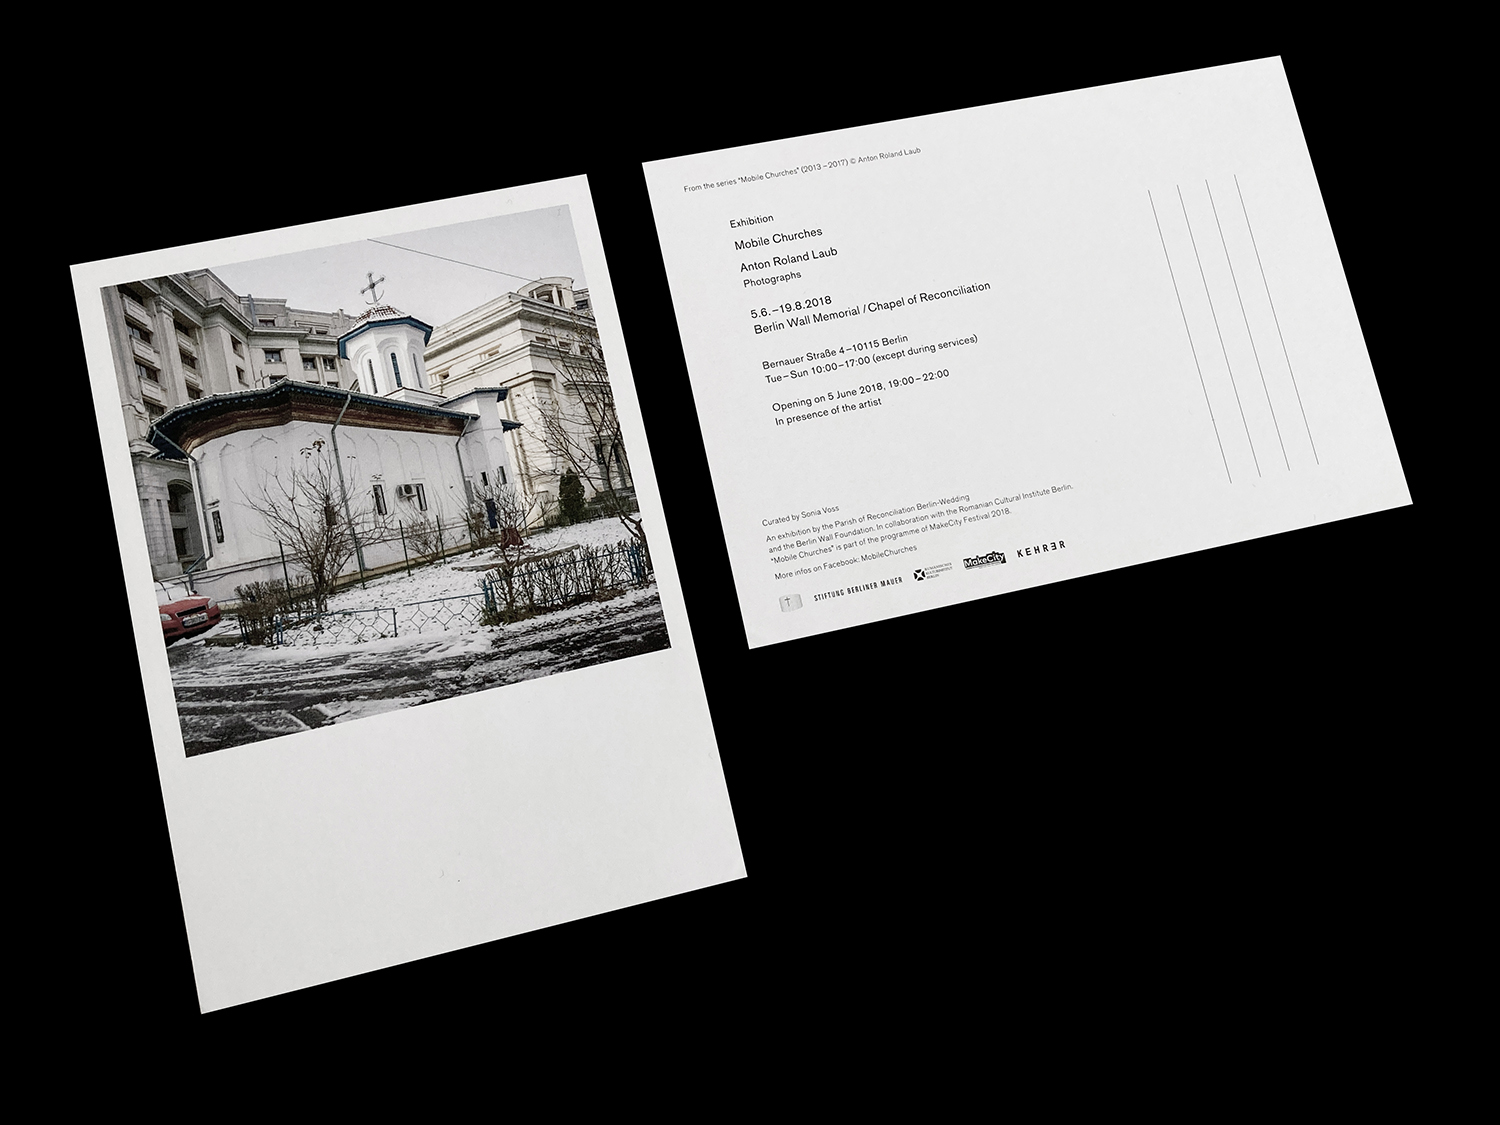 From the series "Mobile Churches" (2013–2017) © Anton Roland Laub
Exhibition
Mobile Churches
Anton Roland Laub
Photographs
5.6.–19.8.2018
Berlin Wall Memorial / Chapel of Reconciliation
Bernauer Straße 4–10115 Berlin
Tue–Sun 10:00–17:00 (except during services)
Opening on 5 June 2018, 19:00–22:00
In presence of the artist
Curated by Sonia Voss
An exhibition by the Parish of Reconciliation Berlin-Wedding
and the Berlin Wall Foundation. In collaboration with the Romanian Cultural Institute Berlin.
"Mobile Churches" is part of the programme of MakeCity Festival 2018.
More infos on Facebook: MobileChurches
STIFTUNG BERLINER MAUER
RUMÄNISCHES
KULTURINSTITUT
BERLIN
MakeCity
KEHRER